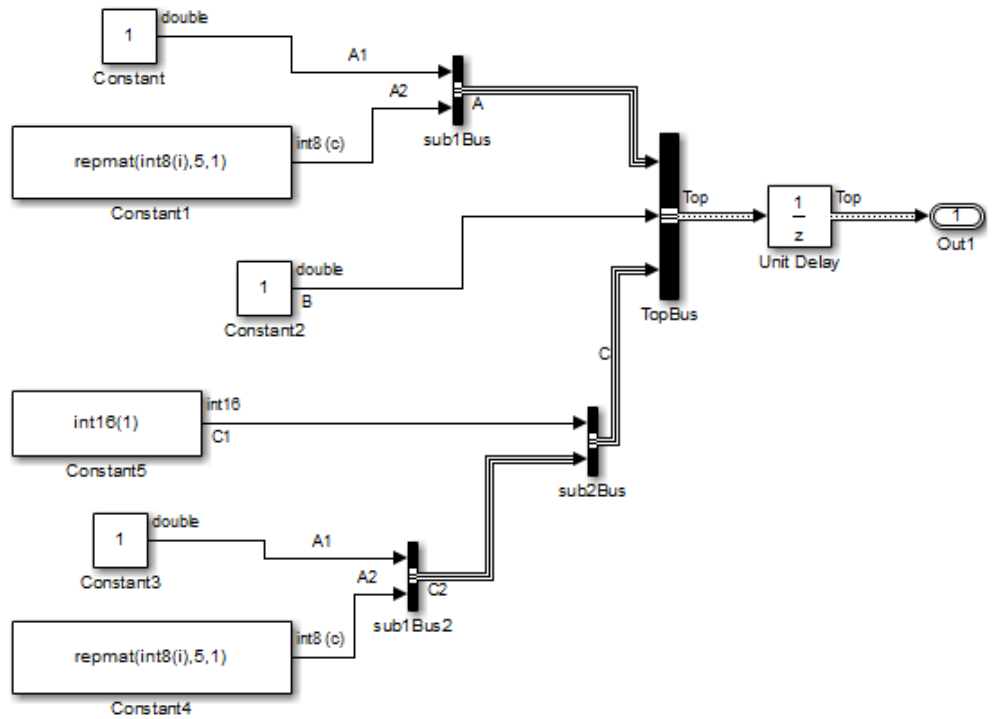 double
1
Constant
A1
A2
A
sub1Bus
int8 (c)
repmat(int8(i),5,1)
Constant1
Top
1
z
Unit Delay
Top
1
Out1
double
1
B
Constant2
TopBus
C
int16
int16(1)
C1
Constant5
sub2Bus
double
1
Constant3
A1
A2
C2
sub1Bus2
int8 (c)
repmat(int8(i),5,1)
Constant4